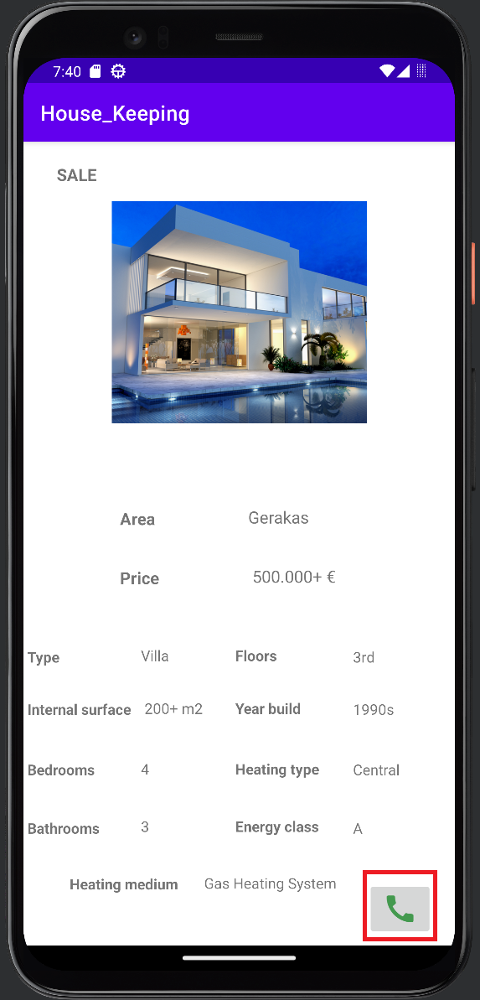 7:40
House_Keeping
SALE
Area Gerakas
Price 500.000+ €
Type Villa Floors 3rd
Internal surface 200+ m2 Year build 1990s
Bedrooms 4 Heating type Central
Bathrooms 3 Energy class A
Heating medium Gas Heating System